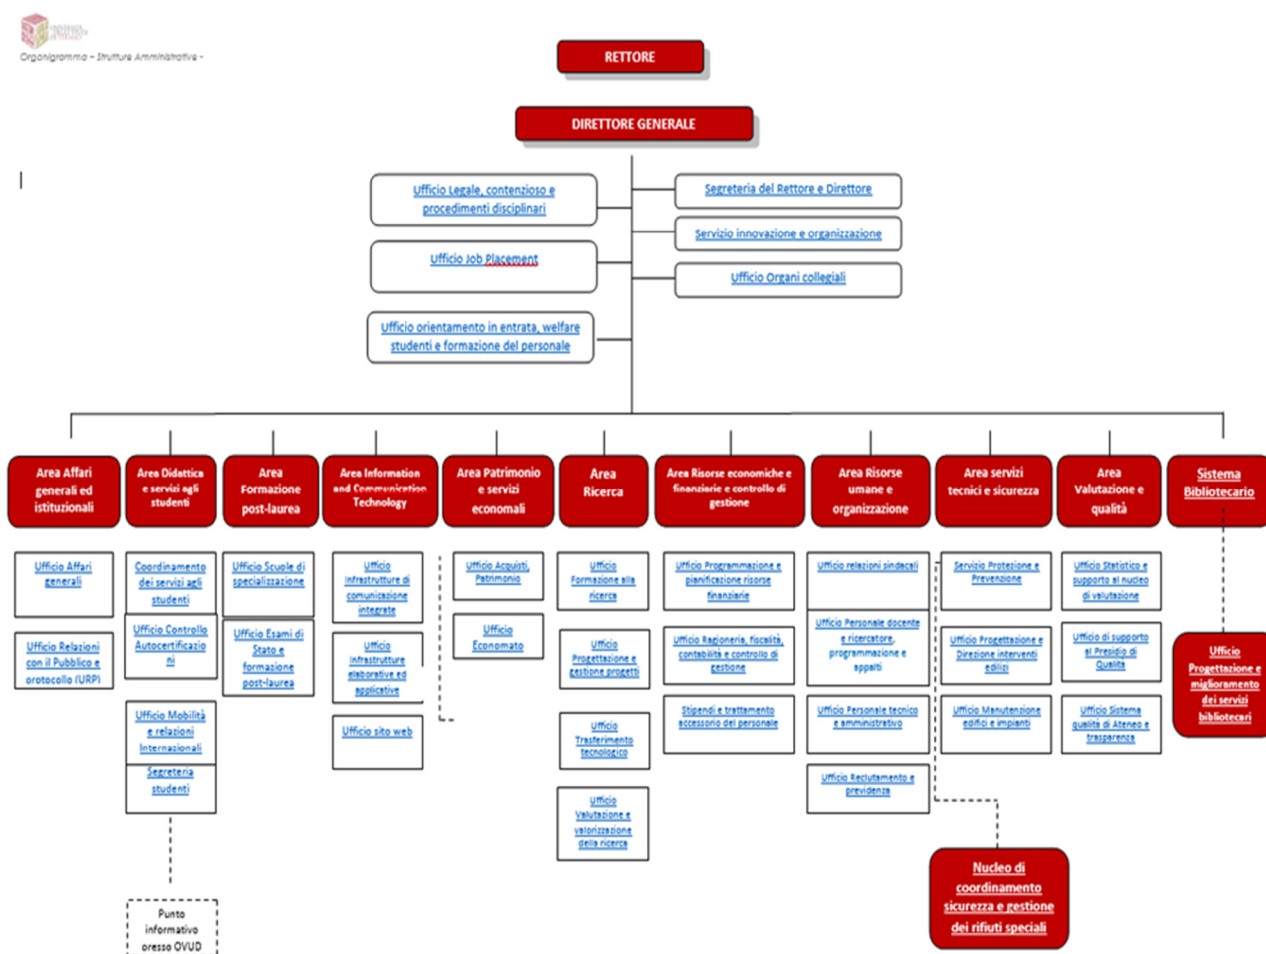 UNIVERSITÀ
DEGLI STUDI
DI TERAMO
Organigramma – Strutture Amministrative -
RETTORE
DIRETTORE GENERALE
Ufficio Legale, contenzioso e
procedimenti disciplinari
Segreteria del Rettore e Direttore
Servizio innovazione e organizzazione
Ufficio Job Placement
Ufficio Organi collegiali
Ufficio orientamento in entrata, welfare
studenti e formazione del personale
Area Affari
generali ed
istituzionali
Area Didattica
e servizi agli
studenti
Area
Formazione
post-laurea
Area Information
and Communication
Technology
Area Patrimonio
e servizi
economali
Area
Ricerca
Area Risorse economiche e
finanziarie e controllo di
gestione
Area Risorse
umane e
organizzazione
Area servizi
tecnici e sicurezza
Area
Valutazione e
qualità
Sistema
Bibliotecario
Ufficio Affari
generali
Ufficio Relazioni
con il Pubblico e
protocollo (URP)
Coordinamento
dei servizi agli
studenti
Ufficio Controllo
Autocertificazio
ni
Ufficio Mobilità
e relazioni
Internazionali
Segreteria
studenti
Punto
informativo
presso OVUD
Ufficio Scuole di
specializzazione
Ufficio Esami di
Stato e
formazione
post-laurea
Ufficio
Infrastrutture di
comunicazione
integrate
Ufficio
Infrastrutture
elaborative ed
applicative
Ufficio sito web
Ufficio Acquisti,
Patrimonio
Ufficio
Economato
Ufficio
Formazione alla
ricerca
Ufficio
Progettazione e
gestione progetti
Ufficio
Trasferimento
tecnologico
Ufficio
Valutazione e
valorizzazione
della ricerca
Ufficio Programmazione e
pianificazione risorse
finanziarie
Ufficio Ragioneria, fiscalità,
contabilità e controllo di
gestione
Stipendi e trattamento
accessorio del personale
Ufficio relazioni sindacali
Ufficio Personale docente
e ricercatore,
programmazione e
appalti
Ufficio Personale tecnico
e amministrativo
Ufficio Reclutamento e
previdenza
Servizio Protezione e
Prevenzione
Ufficio Progettazione e
Direzione interventi
edilizi
Ufficio Manutenzione
edifici e impianti
Nucleo di
coordinamento
sicurezza e gestione
dei rifiuti speciali
Ufficio Statistico e
supporto al nucleo
di valutazione
Ufficio di supporto
al Presidio di
Qualità
Ufficio Sistema
qualità di Ateneo e
trasparenza
Ufficio
Progettazione e
miglioramento
dei servizi
bibliotecari